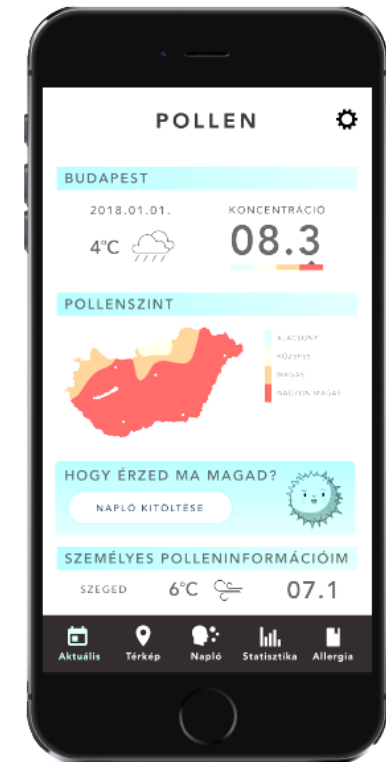 POLLEN
BUDAPEST
2018.01.01.
KONCENTRÁCIÓ
4°C
08.3
POLLENSZINT
ALACSONY
KÖZEPES
MAGAS
NAGYON MAGAS
HOGY ÉRZED MA MAGAD?
NAPLÓ KITÖLTÉSE
SZEMÉLYES POLLENINFORMÁCIÓIM
SZEGED 6°C 07.1
Aktuális Térkép Napló Statisztika Allergia